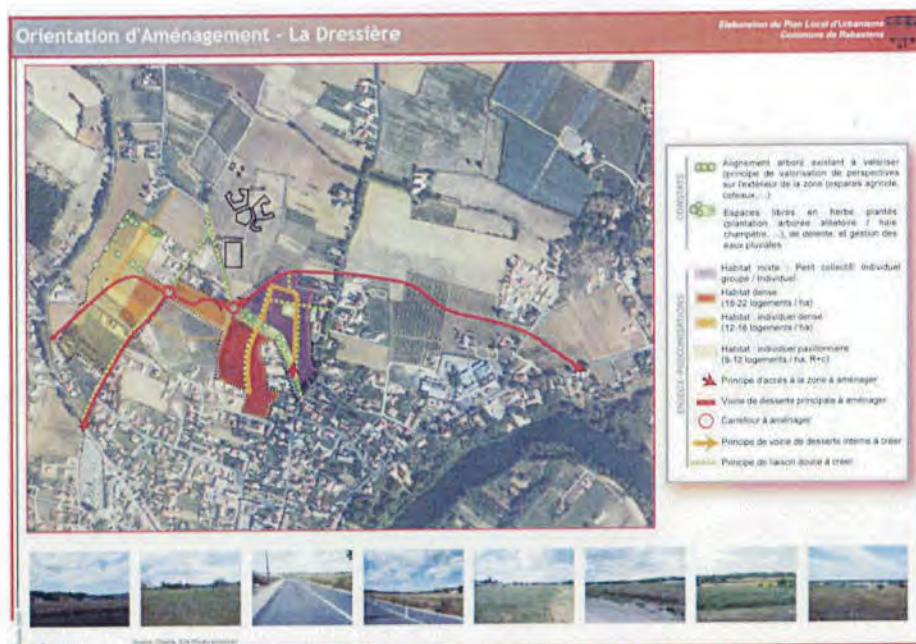 Orientation d'Aménagement - La Dressière
Elaboration du Plan Local d'Urbanisme
Commune de Rabastens
CONSTATS
Alignement arboré existant à valoriser
(principe de valorisation de perspectives
sur l'extérieur de la zone (espaces agricole,
coteaux, ...)
Espaces libres en herbe plantés
(plantation arborée aléatoire / haie
champêtre, ...), de détente, et gestion des
eaux pluviales
ENJEUX - PRECONISATIONS
Habitat mixte : Petit collectif/ Individuel
groupé / Individuel
Habitat dense
(18-22 logements / ha)
Habitat : individuel dense
(12-16 logements / ha)
Habitat : individuel pavillonnaire
(9-12 logements / ha, R+c)
Principe d'accès à la zone à aménager
Voirie de desserte principale à aménager
Carrefour à aménager
Principe de voirie de desserte interne à créer
Principe de liaison douce à créer